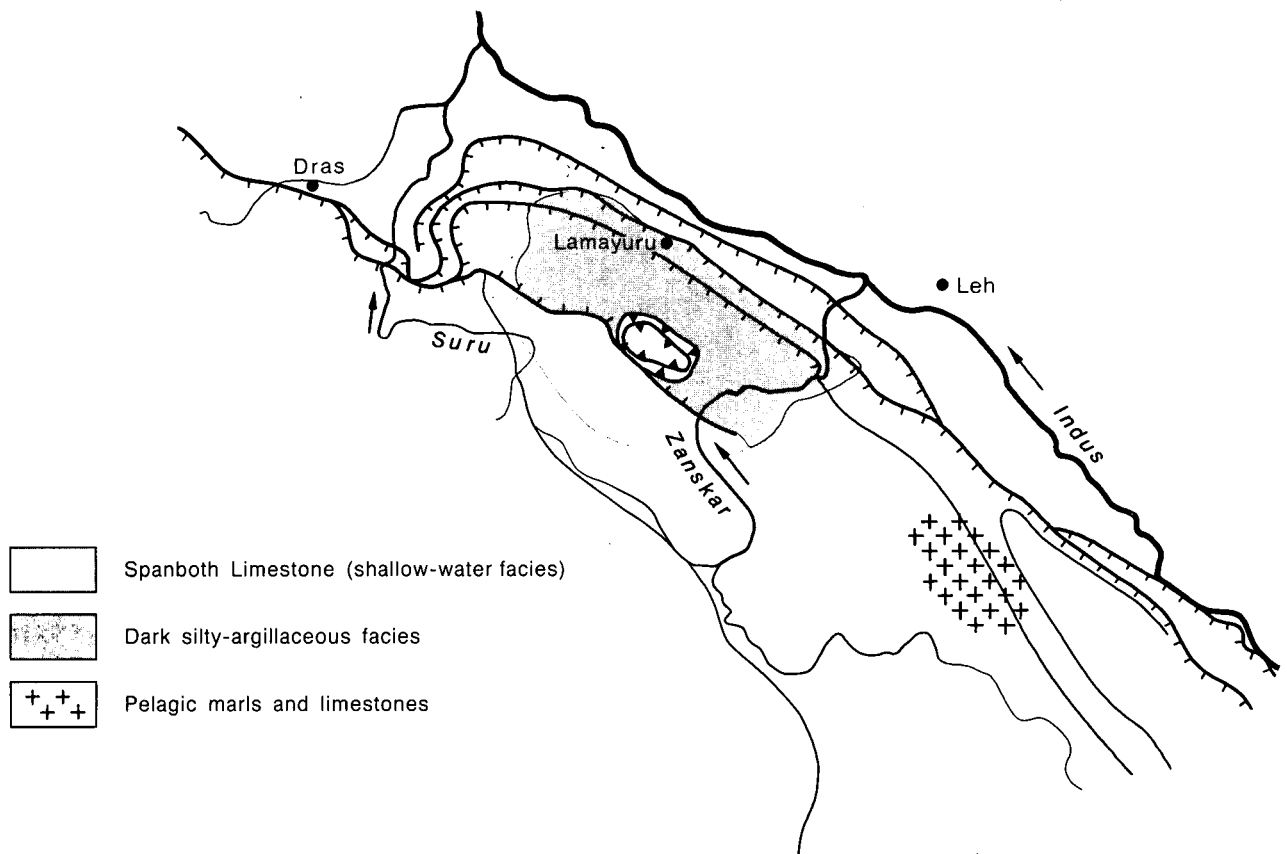 Dras
Lamayuru
Leh
Suru
Indus
Zanskar
Spanboth Limestone (shallow-water facies)
Dark silty-argillaceous facies
Pelagic marls and limestones